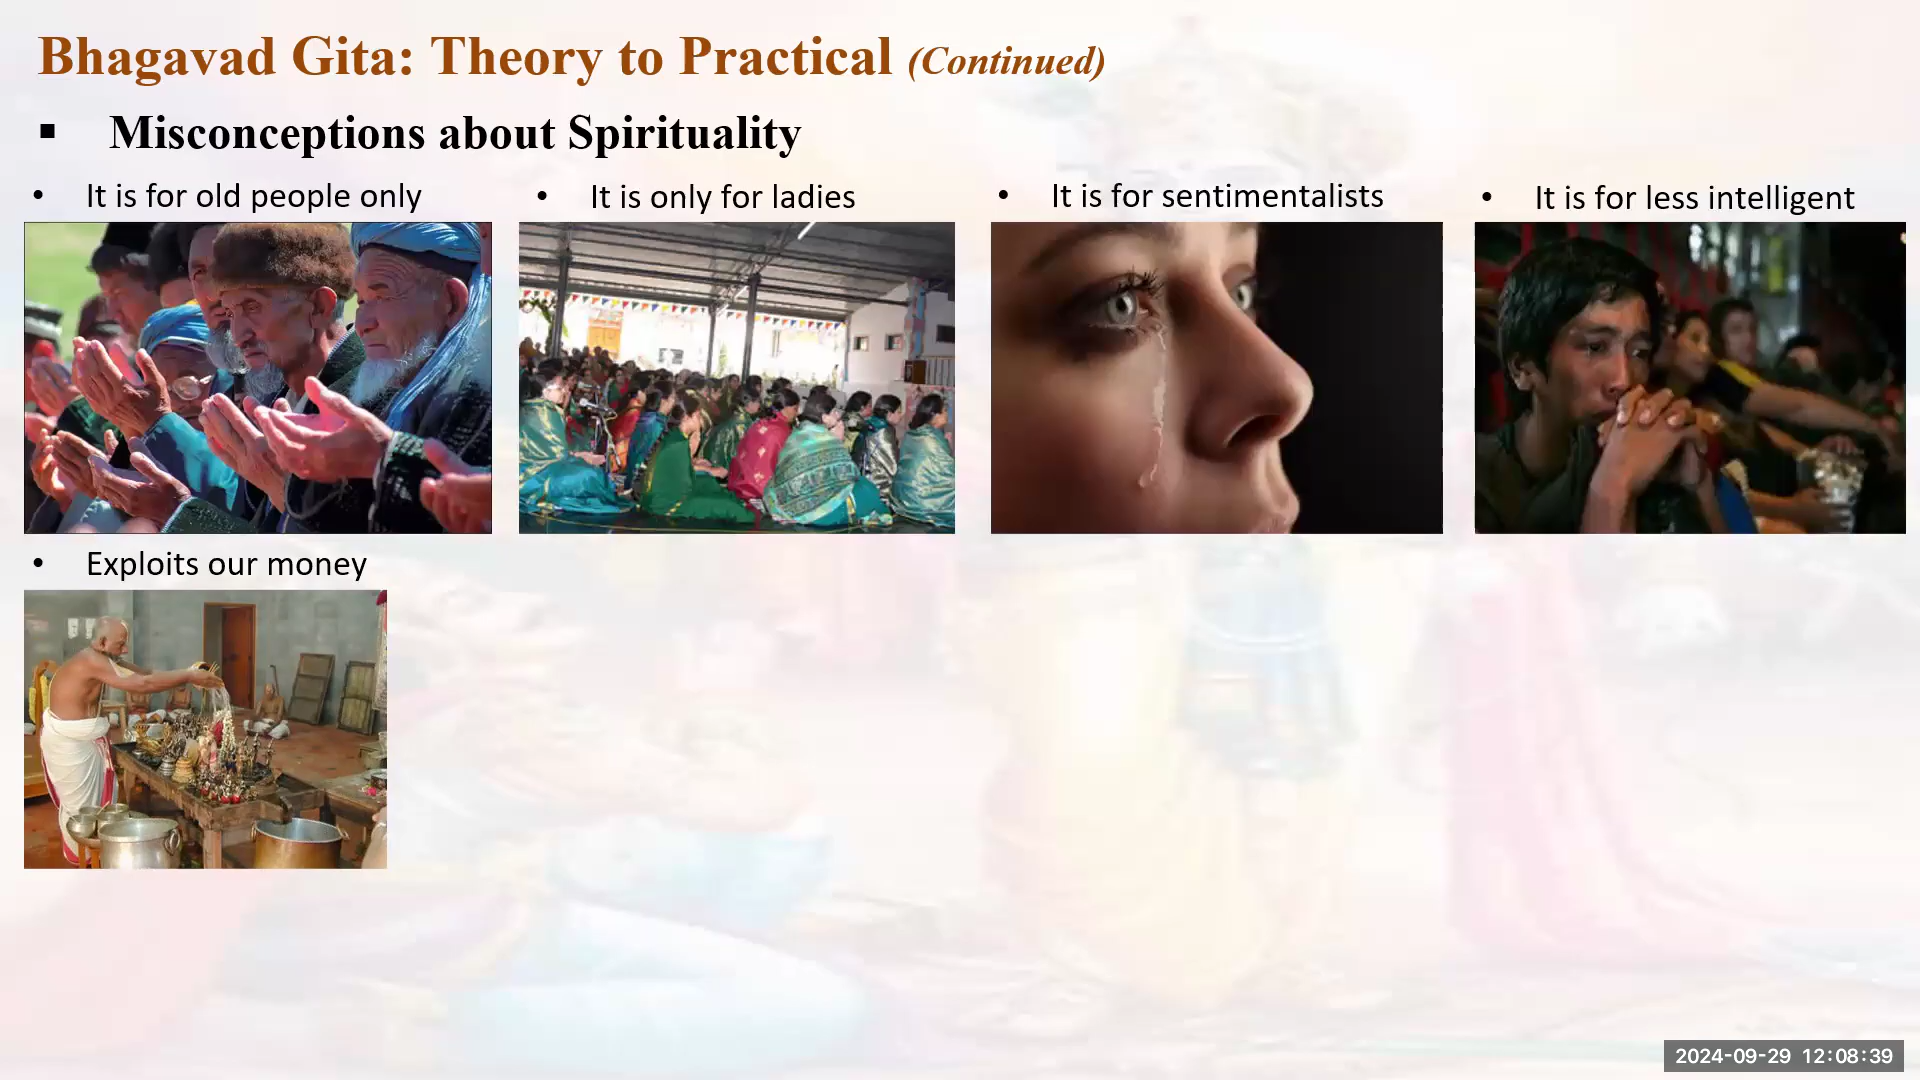 Bhagavad Gita: Theory to Practical (Continued)
▪ Misconceptions about Spirituality
• It is for old people only
• It is only for ladies
• It is for sentimentalists
• It is for less intelligent
• Exploits our money
2024-09-29 12:08:39